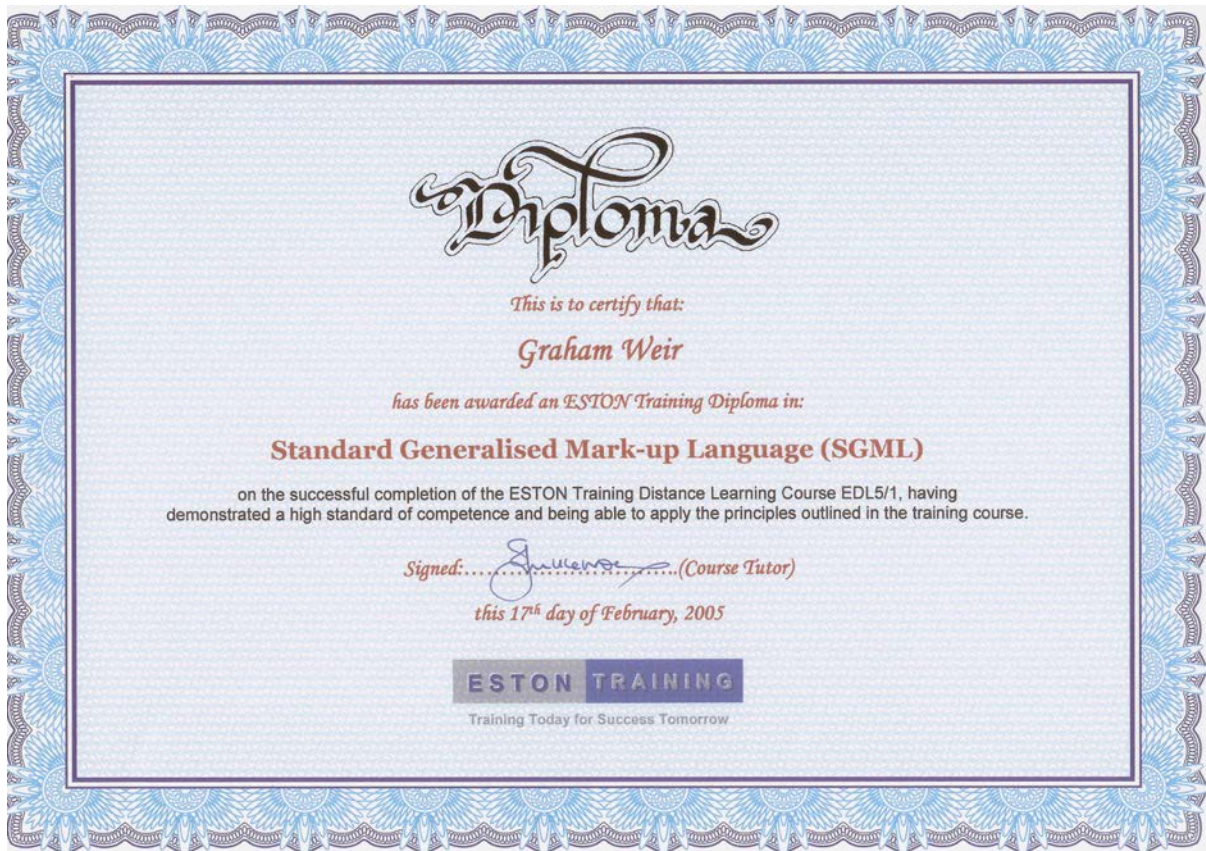 Diploma
This is to certify that:
Graham Weir
has been awarded an ESTON Training Diploma in:
Standard Generalised Mark-up Language (SGML)
on the successful completion of the ESTON Training Distance Learning Course EDL5/1, having
demonstrated a high standard of competence and being able to apply the principles outlined in the training course.
Signed:.......................................(Course Tutor)
this 17th day of February, 2005
ESTON TRAINING
Training Today for Success Tomorrow